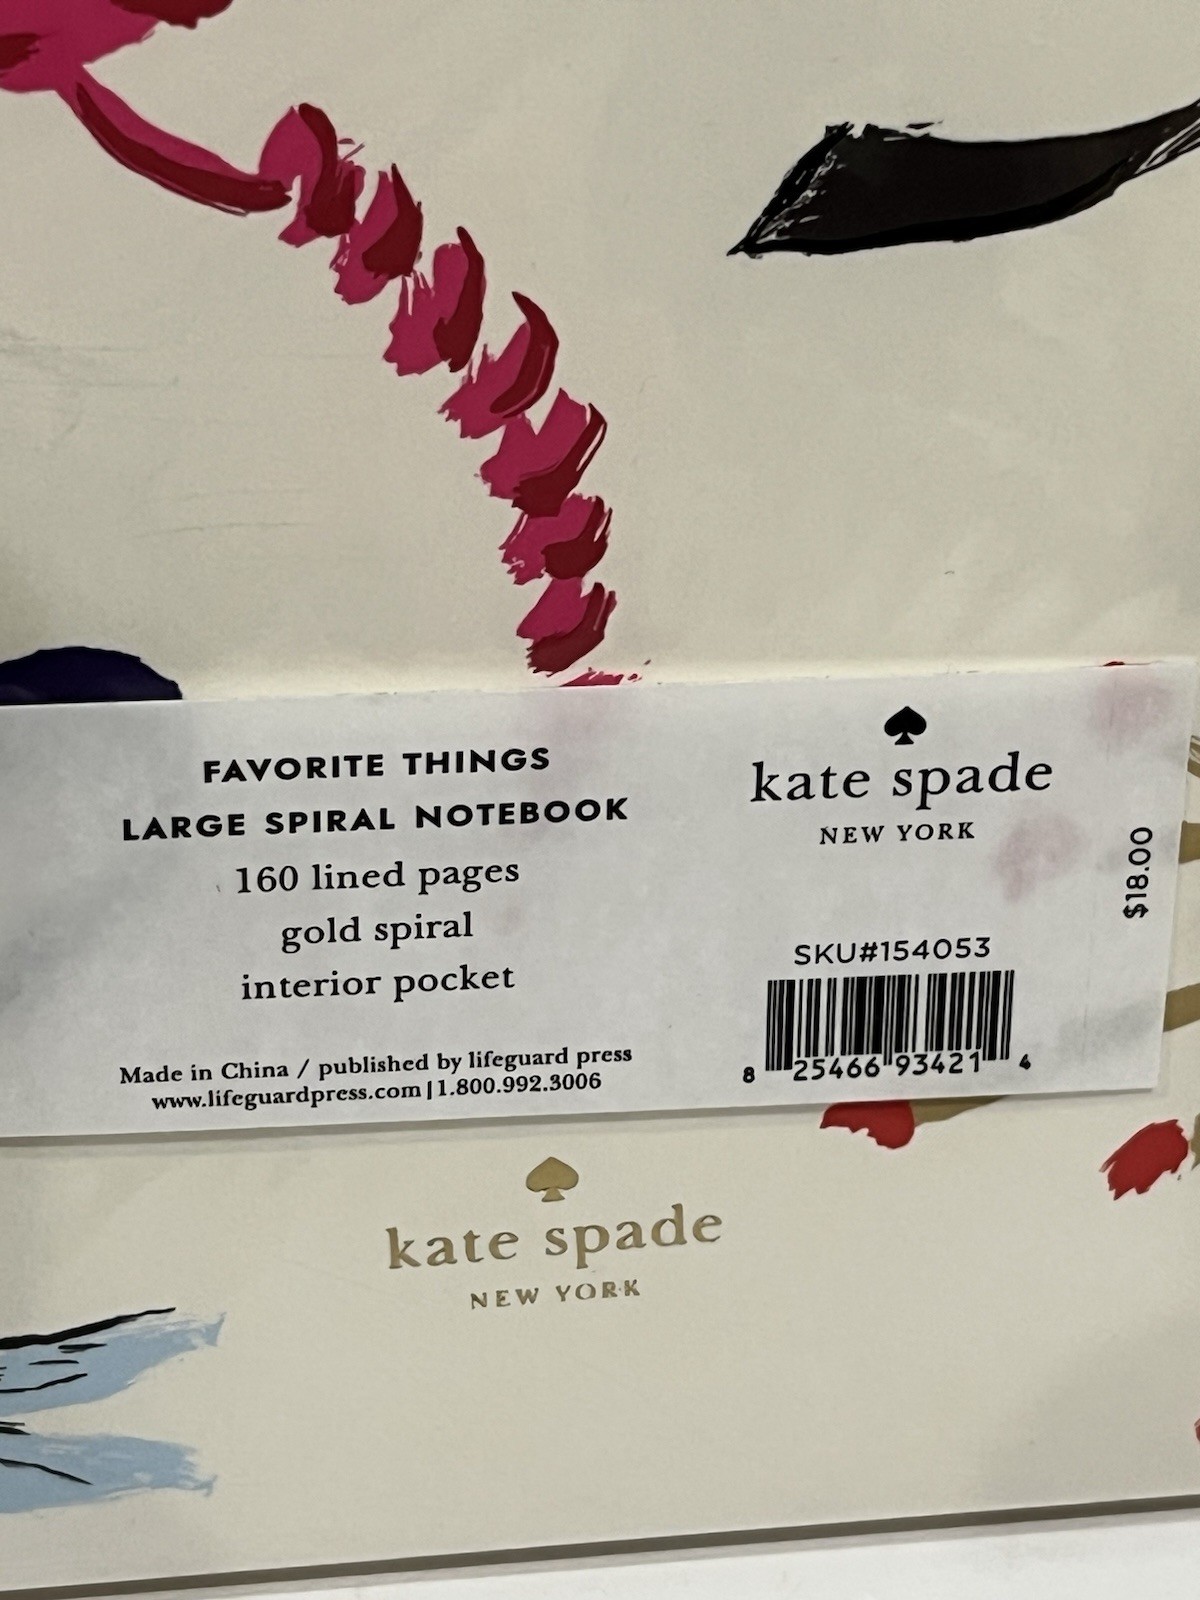 FAVORITE THINGS
LARGE SPIRAL NOTEBOOK
160 lined pages
gold spiral
interior pocket
Made in China / published by lifeguard press
www.lifeguardpress.com | 1.800.992.3006
kate spade
NEW YORK
$18.00
SKU#154053
8 25466 93421 4
kate spade
NEW YORK